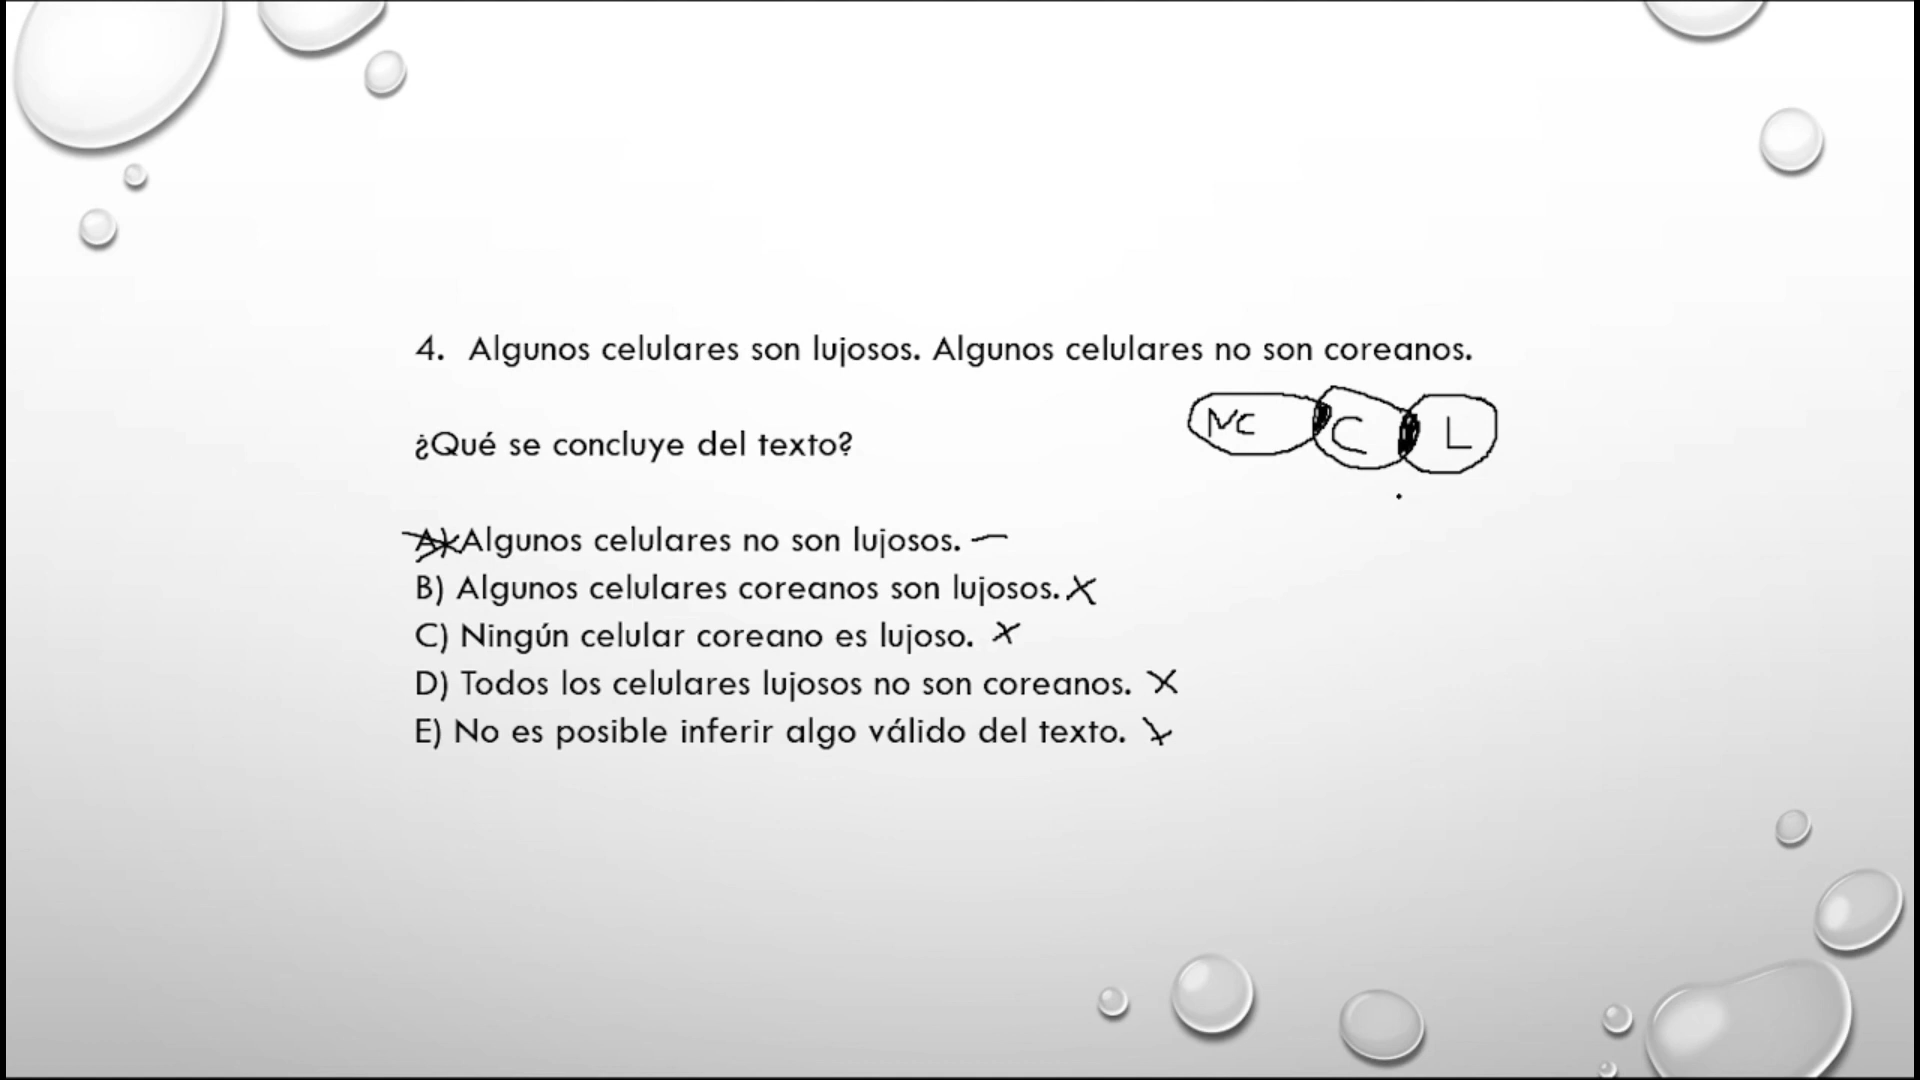 4. Algunos celulares son lujosos. Algunos celulares no son coreanos.
NC C L
¿Qué se concluye del texto?
A) Algunos celulares no son lujosos.
B) Algunos celulares coreanos son lujosos. X
C) Ningún celular coreano es lujoso. X
D) Todos los celulares lujosos no son coreanos. X
E) No es posible inferir algo válido del texto. X